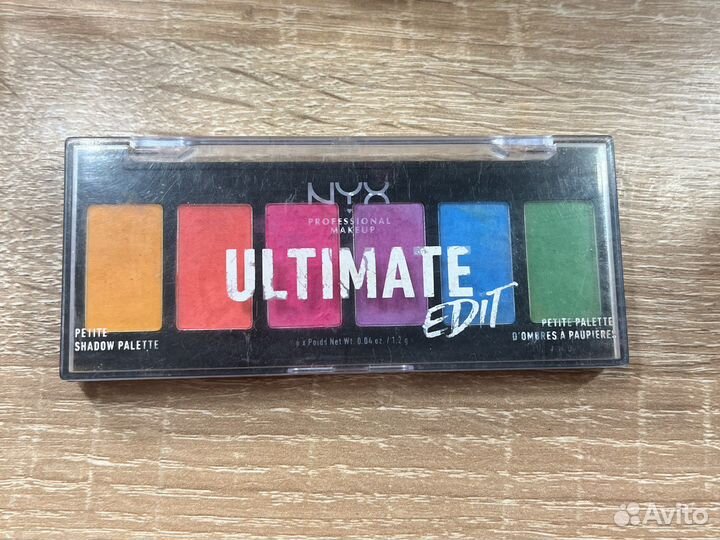 NYX
PROFESSIONAL
MAKEUP
ULTIMATE
EDIT
PETITE
SHADOW PALETTE
PETITE PALETTE
D'OMBRES À PAUPIÈRES
6 x Poids Net Wt. 0.04 oz / 1.2 g
Avito